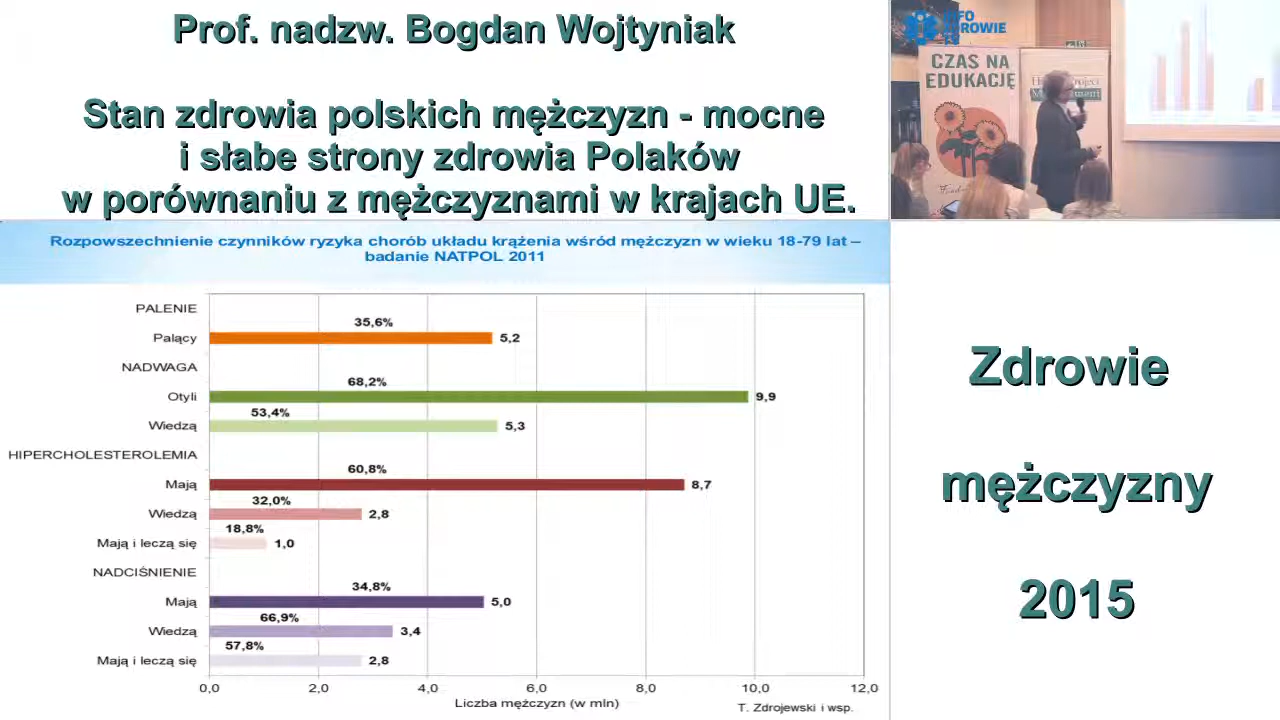 Prof. nadzw. Bogdan Wojtyniak
Stan zdrowia polskich mężczyzn - mocne
i słabe strony zdrowia Polaków
w porównaniu z mężczyznami w krajach UE.
INFO
ZDROWIE
CZAS NA
EDUKACJĘ
Rozpowszechnienie czynników ryzyka chorób układu krążenia wśród mężczyzn w wieku 18-79 lat –
badanie NATPOL 2011
PALENIE
35,6%
Palący 5,2
NADWAGA
68,2%
Otyli 9,9
53,4%
Wiedzą 5,3
HIPERCHOLESTEROLEMIA
60,8%
Mają 8,7
32,0%
Wiedzą 2,8
18,8%
Mają i leczą się 1,0
NADCIŚNIENIE
34,8%
Mają 5,0
66,9%
Wiedzą 3,4
57,8%
Mają i leczą się 2,8
0,0 2,0 4,0 6,0 8,0 10,0 12,0
Liczba mężczyzn (w mln)
T. Zdrojewski i wsp.
Zdrowie
mężczyzny
2015